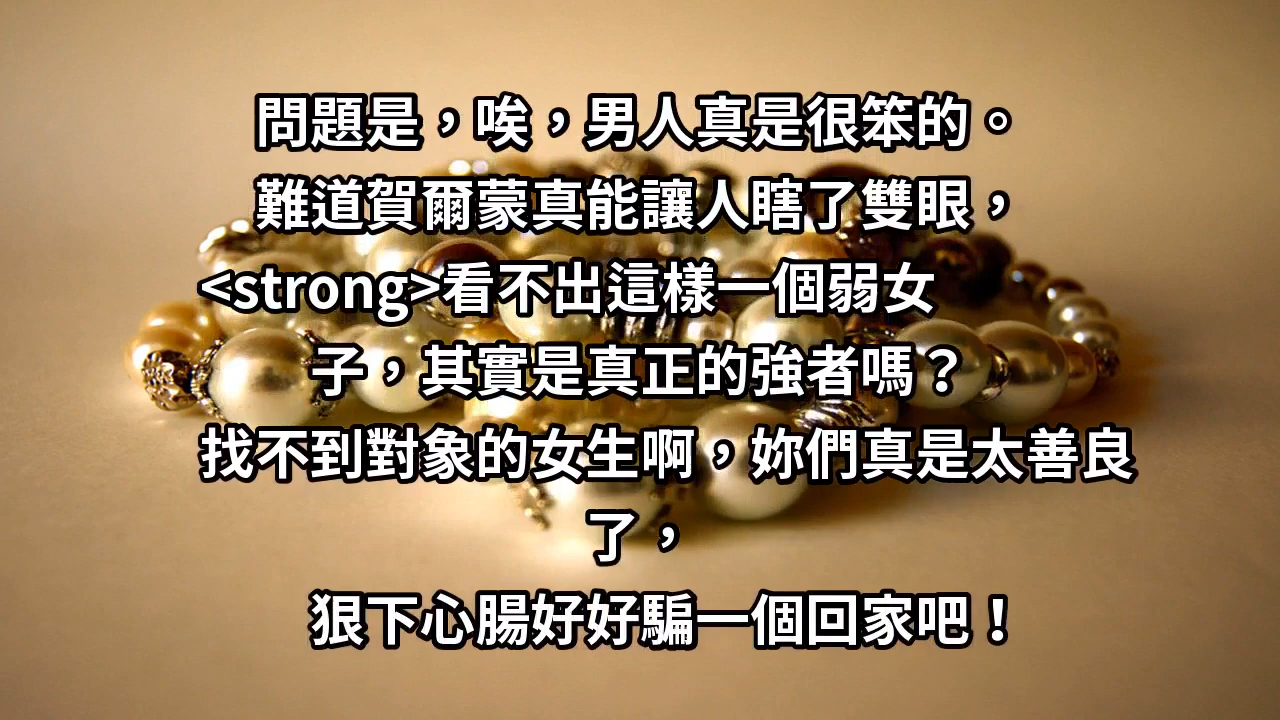 問題是，唉，男人真是很笨的。
難道賀爾蒙真能讓人瞎了雙眼，
<strong>看不出這樣一個弱女
子，其實是真正的強者嗎？
找不到對象的女生啊，妳們真是太善良
了，
狠下心腸好好騙一個回家吧！